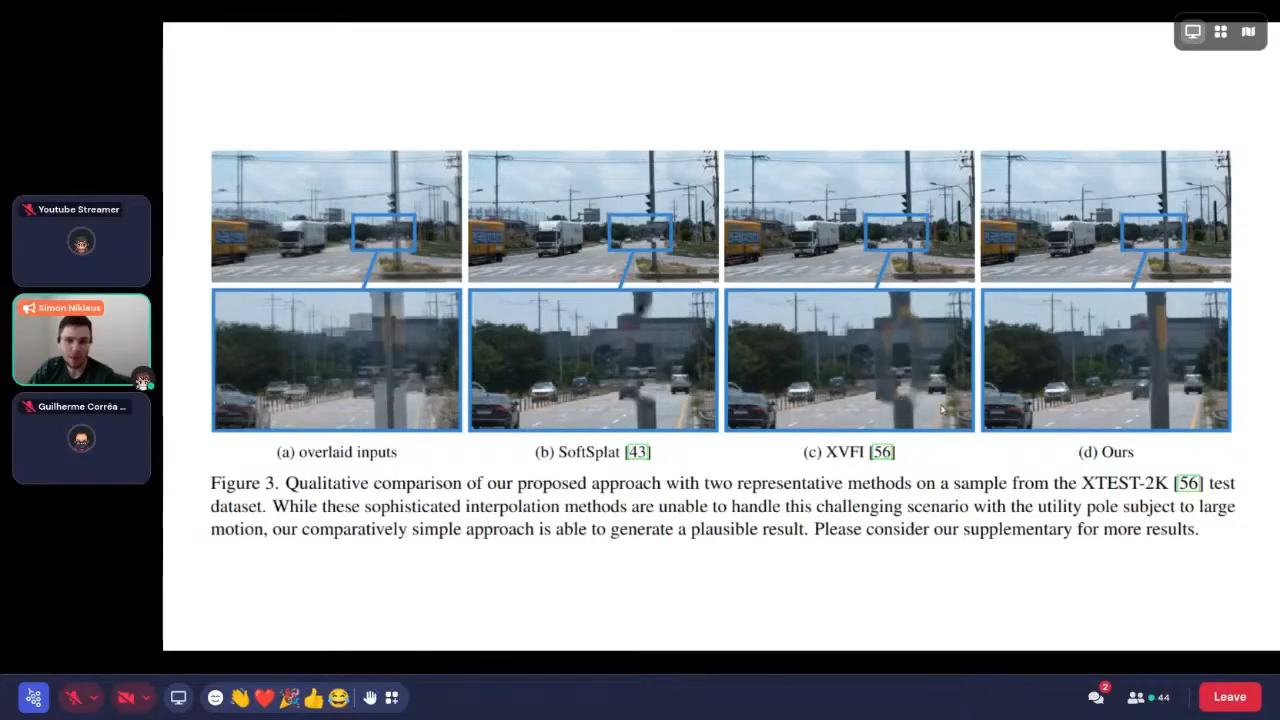 Youtube Streamer
Simon Niklaus
Guilherme Corrêa ...
(a) overlaid inputs
(b) SoftSplat [43]
(c) XVFI [56]
(d) Ours
Figure 3. Qualitative comparison of our proposed approach with two representative methods on a sample from the XTEST-2K [56] test
dataset. While these sophisticated interpolation methods are unable to handle this challenging scenario with the utility pole subject to large
motion, our comparatively simple approach is able to generate a plausible result. Please consider our supplementary for more results.
2
44
Leave